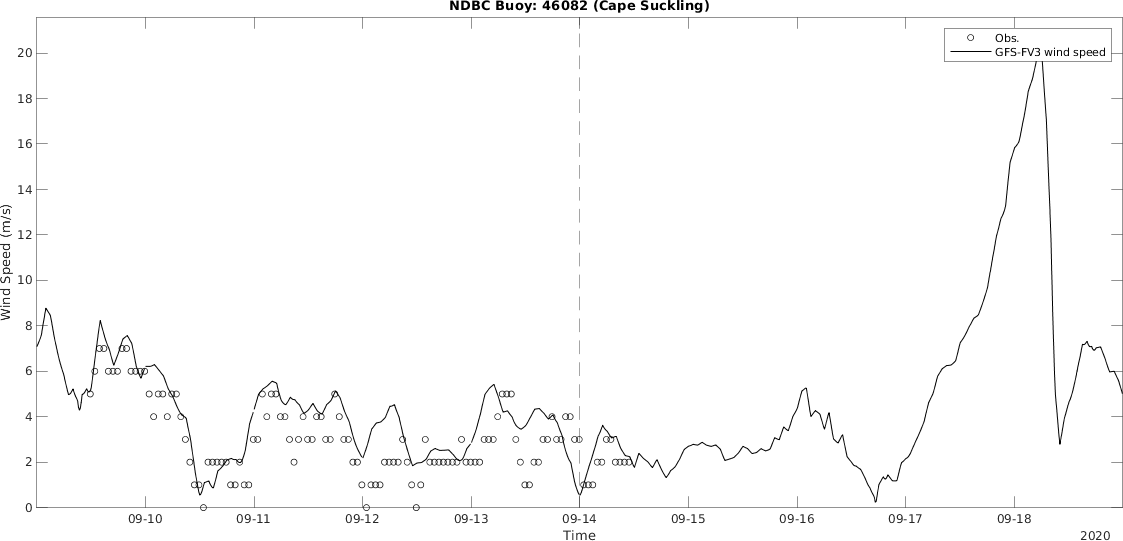 NDBC Buoy: 46082 (Cape Suckling)
Obs.
GFS-FV3 wind speed
Wind Speed (m/s)
20
18
16
14
12
10
8
6
4
2
0
09-10 09-11 09-12 09-13 09-14 09-15 09-16 09-17 09-18
Time
2020